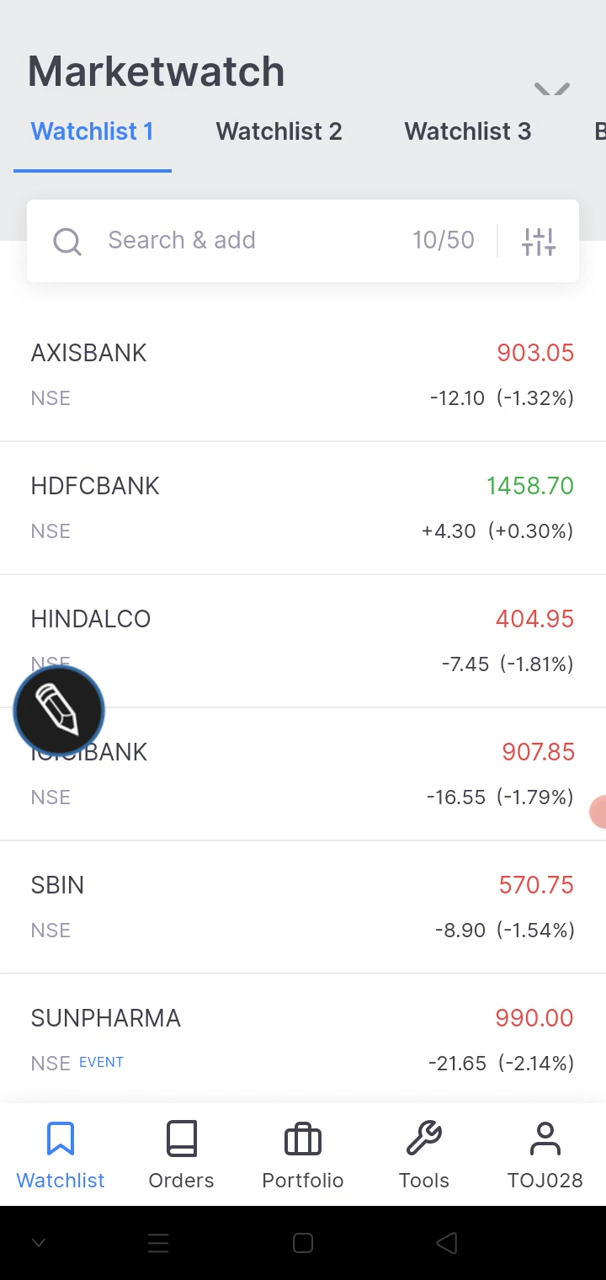 Marketwatch
Watchlist 1 Watchlist 2 Watchlist 3 B
Search & add 10/50
AXISBANK 903.05
NSE -12.10 (-1.32%)
HDFCBANK 1458.70
NSE +4.30 (+0.30%)
HINDALCO 404.95
NSE -7.45 (-1.81%)
ICICIBANK 907.85
NSE -16.55 (-1.79%)
SBIN 570.75
NSE -8.90 (-1.54%)
SUNPHARMA 990.00
NSE EVENT -21.65 (-2.14%)
Watchlist Orders Portfolio Tools TOJ028